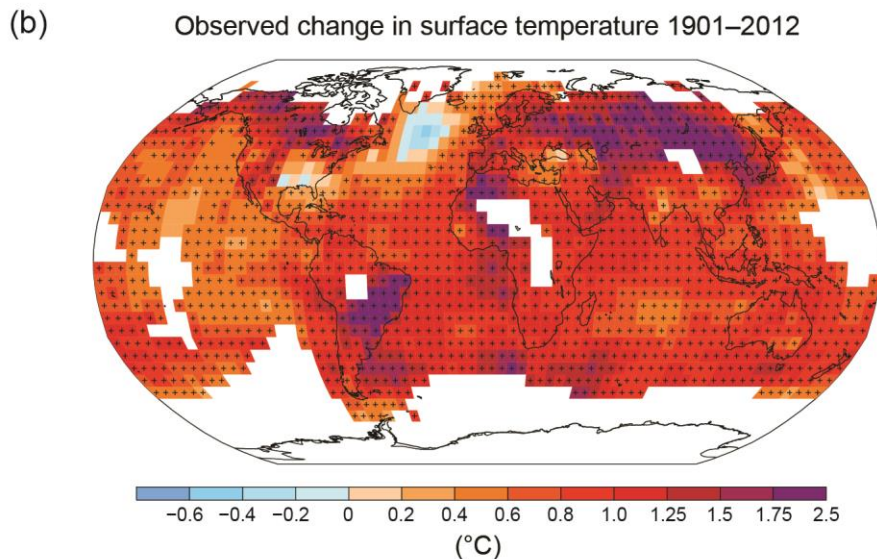 (b) Observed change in surface temperature 1901–2012
−0.6 −0.4 −0.2 0 0.2 0.4 0.6 0.8 1.0 1.25 1.5 1.75 2.5
(°C)